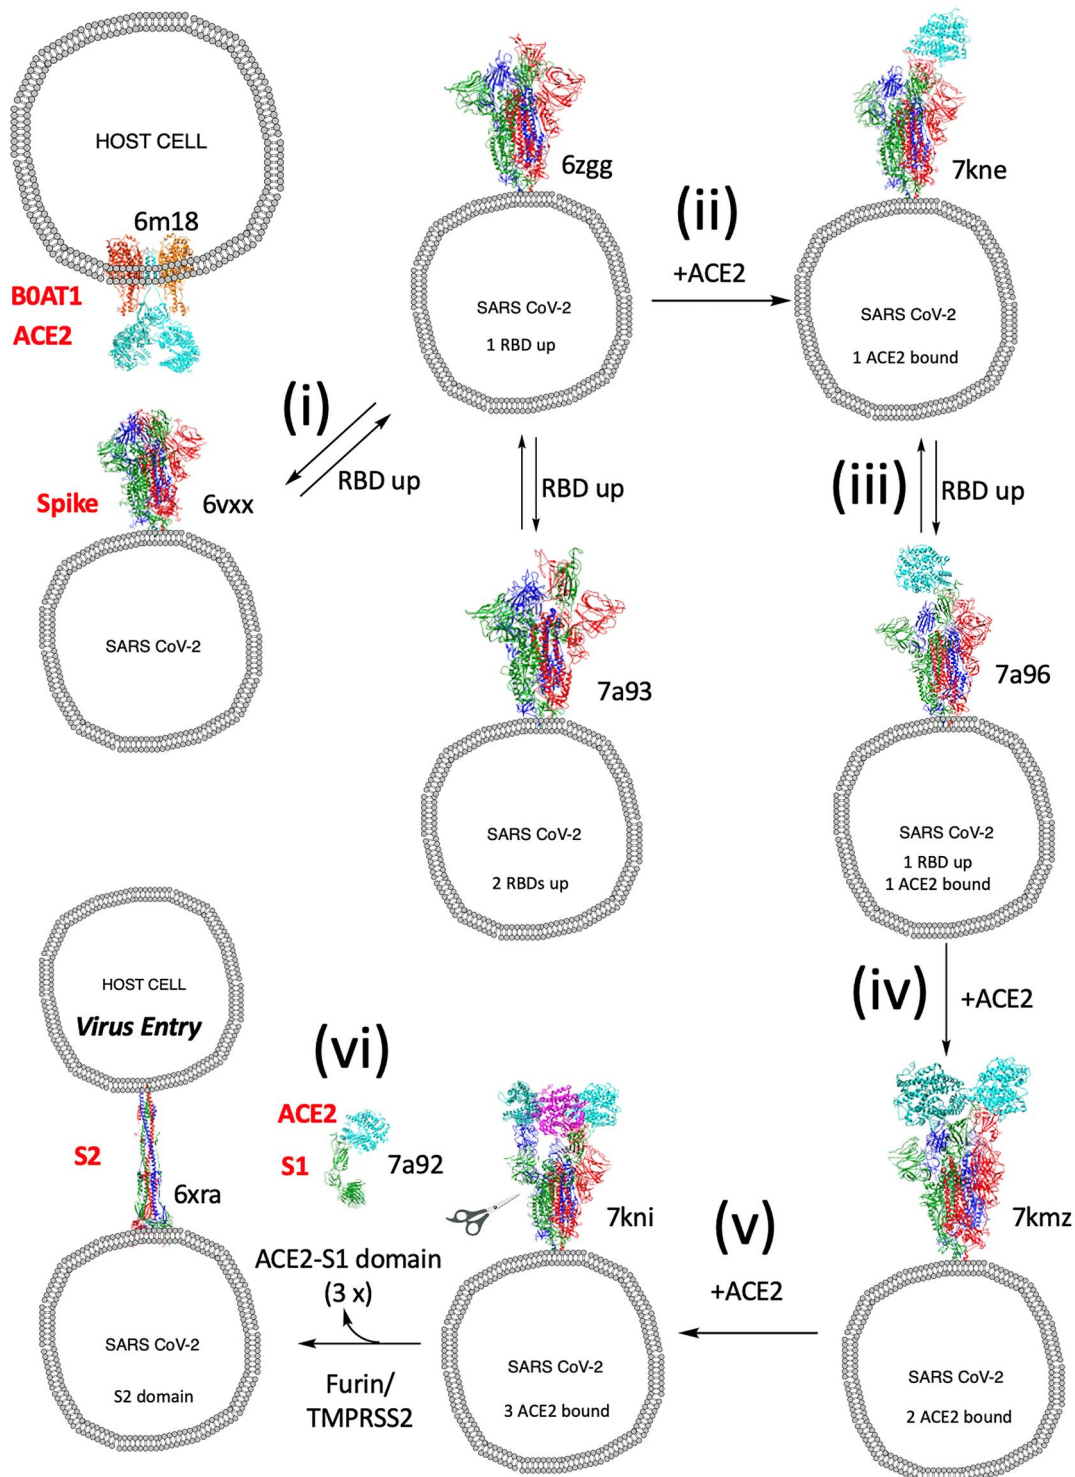 HOST CELL
6m18
B0AT1
ACE2
6zgg
SARS CoV-2
1 RBD up
(ii)
+ACE2
7kne
SARS CoV-2
1 ACE2 bound
(i)
RBD up
Spike
6vxx
SARS CoV-2
RBD up
(iii)
RBD up
7a93
SARS CoV-2
2 RBDs up
7a96
SARS CoV-2
1 RBD up
1 ACE2 bound
(iv)
+ACE2
HOST CELL
Virus Entry
S2
6xra
SARS CoV-2
S2 domain
(vi)
ACE2
S1
7a92
ACE2-S1 domain
(3 x)
Furin/
TMPRSS2
7kni
SARS CoV-2
3 ACE2 bound
(v)
+ACE2
7kmz
SARS CoV-2
2 ACE2 bound